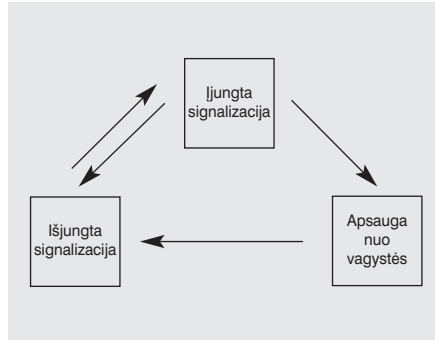 Įjungta
signalizacija
Išjungta
signalizacija
Apsauga
nuo
vagystės